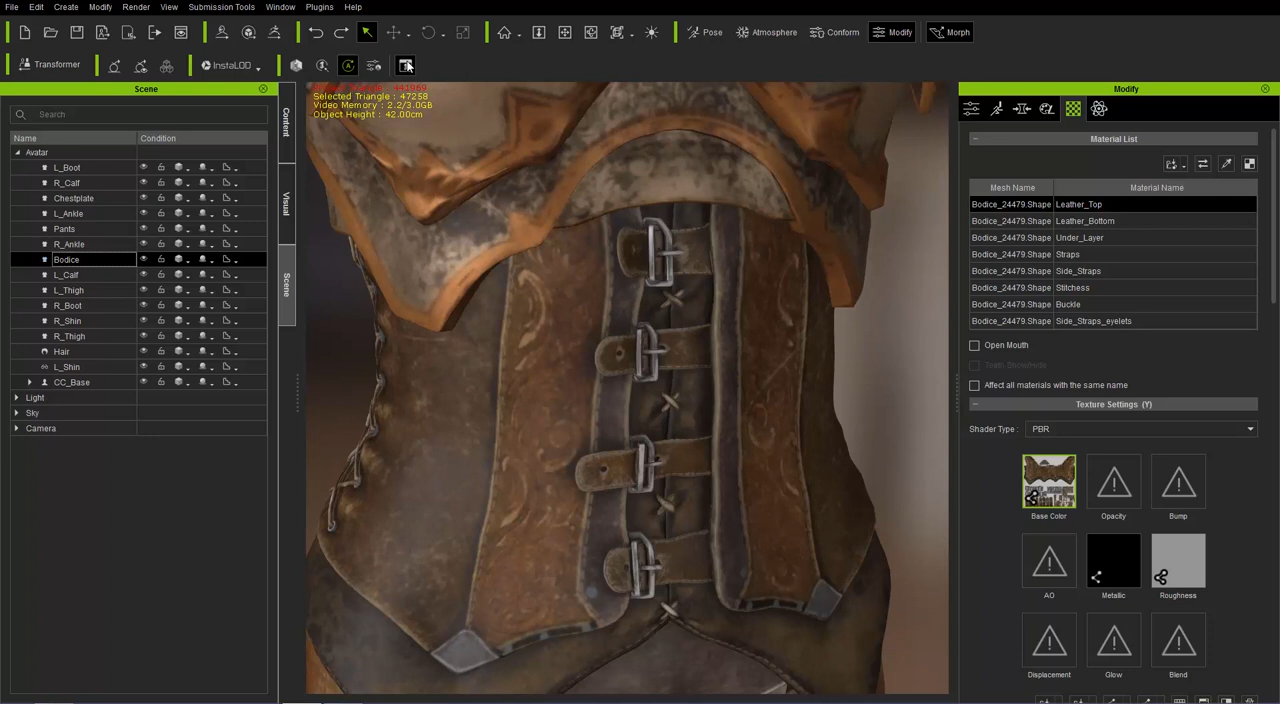 File Edit Create Modify Render View Submission Tools Window Plugins Help
Pose Atmosphere Conform Modify Morph
Transformer InstaLOD
Scene
Search
Name Condition
Avatar
L_Boot
R_Calf
Chestplate
L_Ankle
Pants
R_Ankle
Bodice
L_Calf
L_Thigh
R_Boot
R_Shin
R_Thigh
Hair
L_Shin
CC_Base
Light
Sky
Camera
Content
Visual
Scene
Selected Triangle : 47258
Video Memory : 2.2/3.0GB
Object Height : 42.00cm
Modify
Material List
Mesh Name Material Name
Bodice_24479.Shape Leather_Top
Bodice_24479.Shape Leather_Bottom
Bodice_24479.Shape Under_Layer
Bodice_24479.Shape Straps
Bodice_24479.Shape Side_Straps
Bodice_24479.Shape Stitchess
Bodice_24479.Shape Buckle
Bodice_24479.Shape Side_Straps_eyelets
Open Mouth
Affect all materials with the same name
Texture Settings (Y)
Shader Type : PBR
Base Color Opacity Bump
AO Metallic Roughness
Displacement Glow Blend